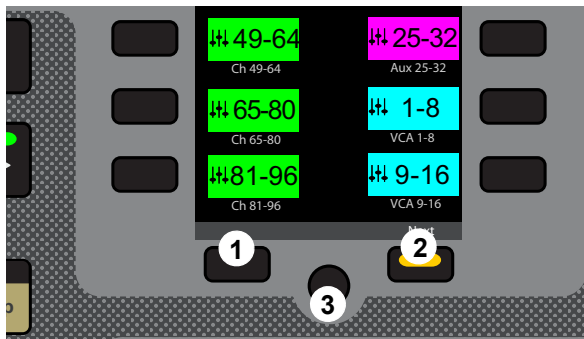 49-64 25-32
Ch 49-64 Aux 25-32
65-80 1-8
Ch 65-80 VCA 1-8
81-96 9-16
Ch 81-96 VCA 9-16
1 2
3